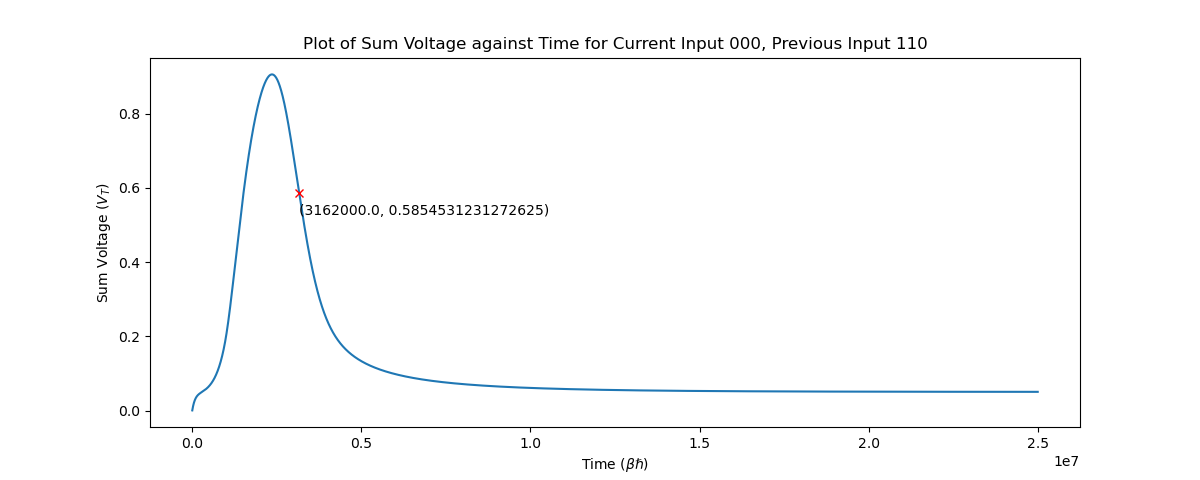 Plot of Sum Voltage against Time for Current Input 000, Previous Input 110
0.8
0.6
0.4
0.2
0.0
Sum Voltage (V_T)
(3162000.0, 0.5854531231272625)
0.0 0.5 1.0 1.5 2.0 2.5
1e7
Time (βℏ)